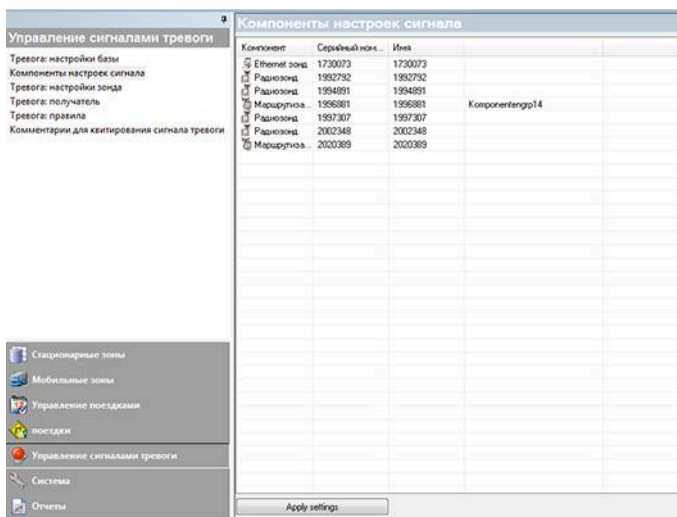 Управление сигналами тревоги
Тревога: настройки базы
Компоненты настроек сигнала
Тревога: настройки зонда
Тревога: получатель
Тревога: правила
Комментарии для квитирования сигнала тревоги
Стационарные зоны
Мобильные зоны
Управление поездками
поездки
Управление сигналами тревоги
Система
Отчеты
Компоненты настроек сигнала
Компонент Серийный ном... Имя
Ethernet зонд 1730073 1730073
Радиозонд 1992792 1992792
Радиозонд 1994891 1994891
Маршрутиза... 1996881 1996881 Komponentengrp14
Радиозонд 1997307 1997307
Радиозонд 2002348 2002348
Маршрутиза... 2020389 2020389
Apply settings